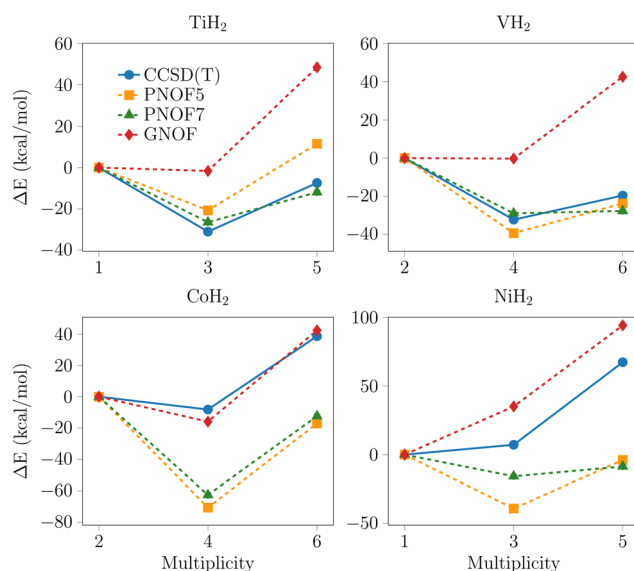 TiH₂
VH₂
60
40
20
0
−20
−40
ΔE (kcal/mol)
CCSD(T)
PNOF5
PNOF7
GNOF
1
3
5
60
40
20
0
−20
−40
2
4
6
CoH₂
NiH₂
40
20
0
−20
−40
−60
−80
ΔE (kcal/mol)
2
4
6
Multiplicity
100
50
0
−50
1
3
5
Multiplicity